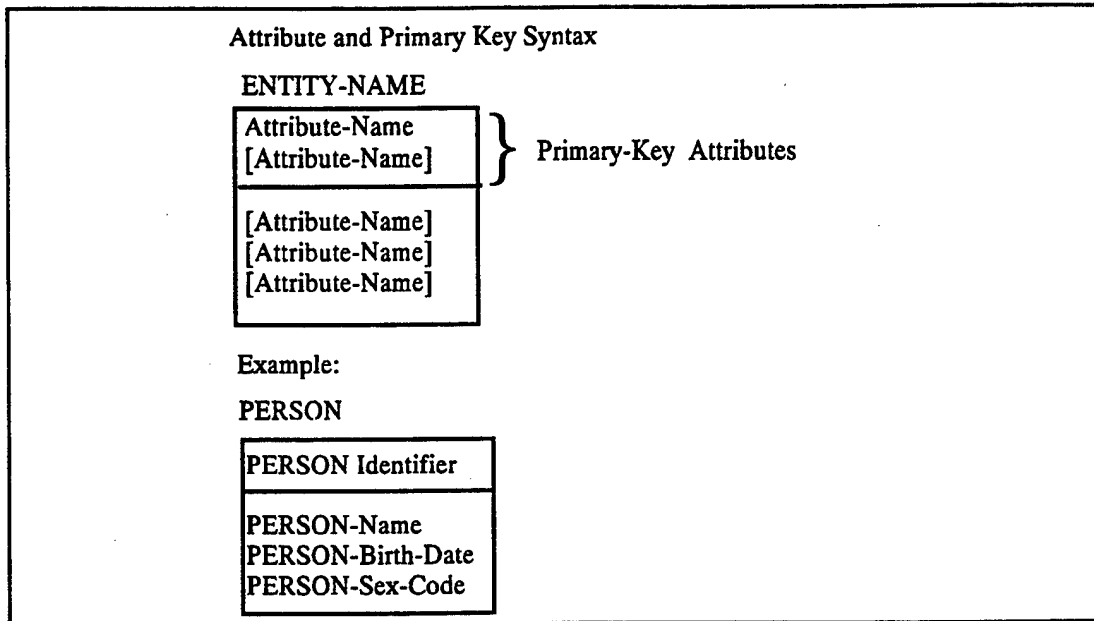 Attribute and Primary Key Syntax
ENTITY-NAME
Attribute-Name
[Attribute-Name]
Primary-Key Attributes
[Attribute-Name]
[Attribute-Name]
[Attribute-Name]
Example:
PERSON
PERSON Identifier
PERSON-Name
PERSON-Birth-Date
PERSON-Sex-Code